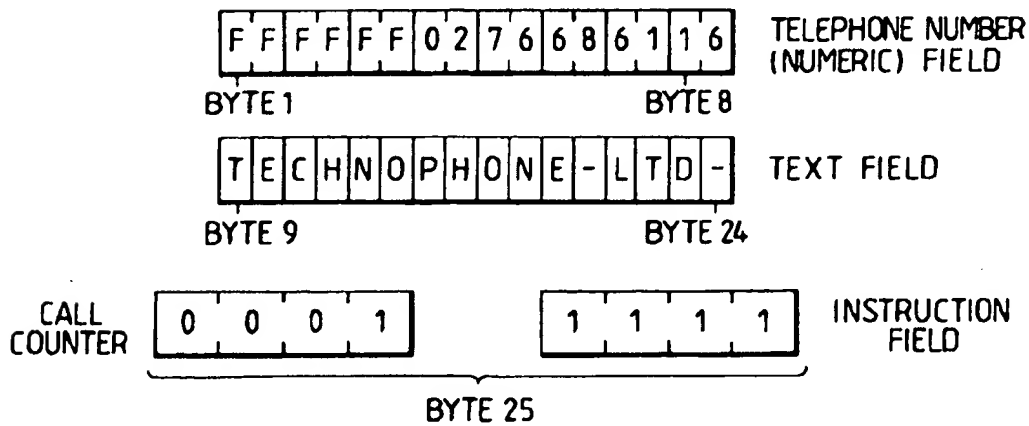 F F F F F F 0 2 7 6 6 8 6 1 1 6
TELEPHONE NUMBER
(NUMERIC) FIELD
BYTE 1 BYTE 8
T E C H N O P H O N E - L T D -
TEXT FIELD
BYTE 9 BYTE 24
CALL
COUNTER
0 0 0 1 1 1 1 1
INSTRUCTION
FIELD
BYTE 25